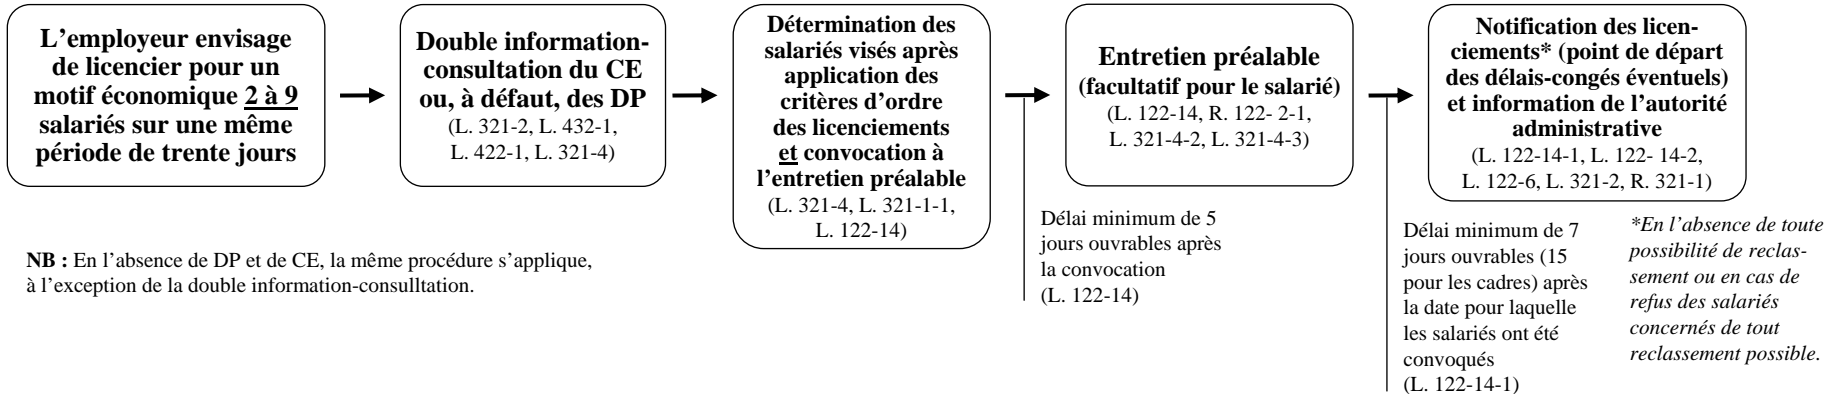 L’employeur envisage
de licencier pour un
motif économique 2 à 9
salariés sur une même
période de trente jours
Double information-
consultation du CE
ou, à défaut, des DP
(L. 321-2, L. 432-1,
L. 422-1, L. 321-4)
Détermination des
salariés visés après
application des
critères d’ordre
des licenciements
et convocation à
l’entretien préalable
(L. 321-4, L. 321-1-1,
L. 122-14)
Entretien préalable
(facultatif pour le salarié)
(L. 122-14, R. 122- 2-1,
L. 321-4-2, L. 321-4-3)
Notification des licen-
ciements* (point de départ
des délais-congés éventuels)
et information de l’autorité
administrative
(L. 122-14-1, L. 122- 14-2,
L. 122-6, L. 321-2, R. 321-1)
NB : En l’absence de DP et de CE, la même procédure s’applique,
à l’exception de la double information-consulltation.
Délai minimum de 5
jours ouvrables après
la convocation
(L. 122-14)
Délai minimum de 7
jours ouvrables (15
pour les cadres) après
la date pour laquelle
les salariés ont été
convoqués
(L. 122-14-1)
*En l’absence de toute
possibilité de reclas-
sement ou en cas de
refus des salariés
concernés de tout
reclassement possible.